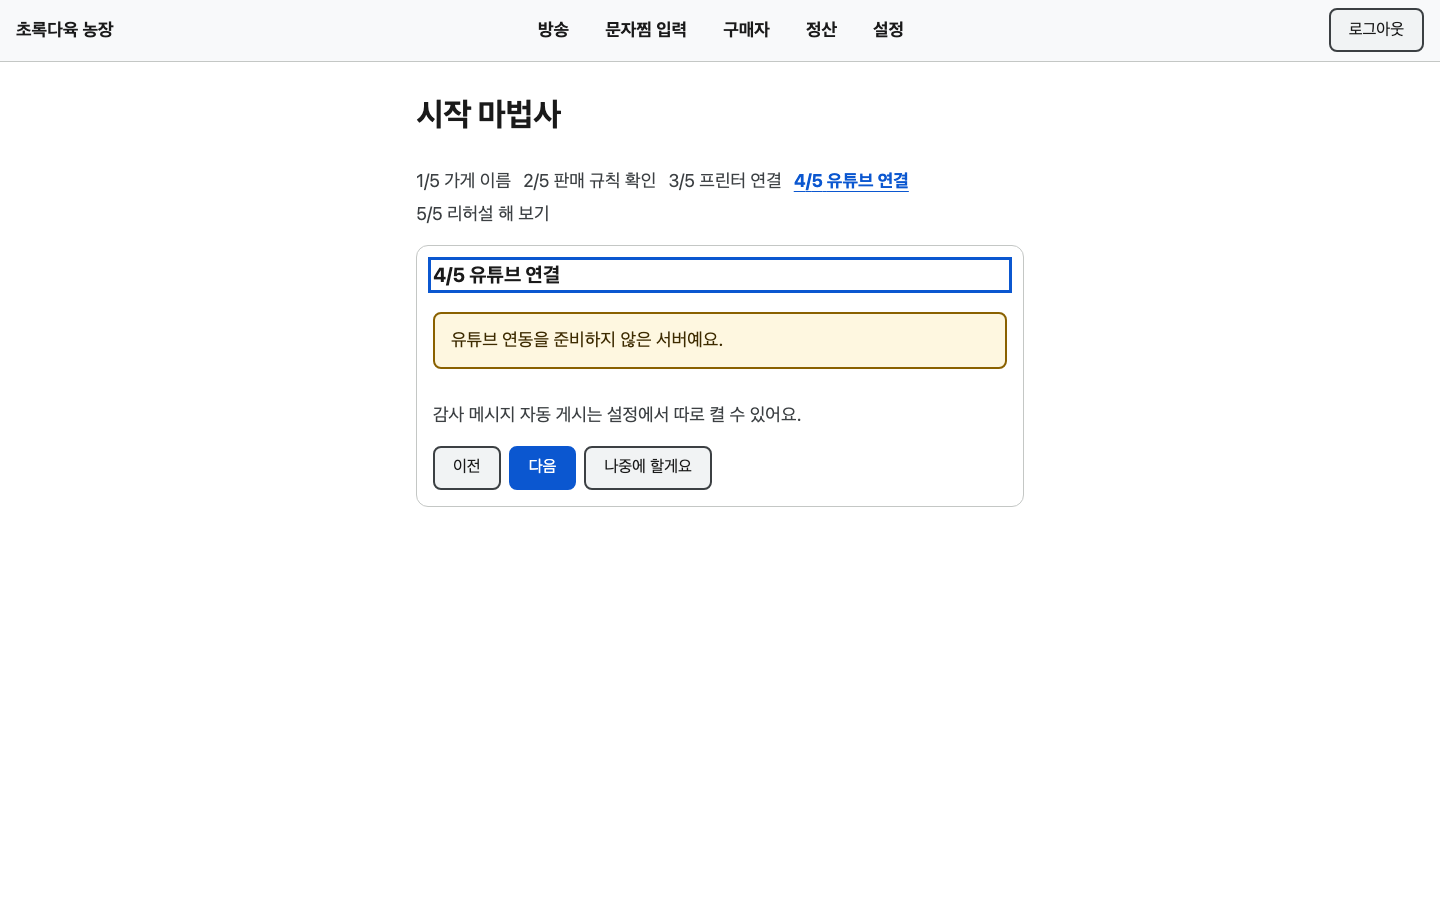 초록다육 농장
방송 문자찜 입력 구매자 정산 설정
로그아웃
시작 마법사
1/5 가게 이름 2/5 판매 규칙 확인 3/5 프린터 연결 4/5 유튜브 연결
5/5 리허설 해 보기
4/5 유튜브 연결
유튜브 연동을 준비하지 않은 서버예요.
감사 메시지 자동 게시는 설정에서 따로 켤 수 있어요.
이전 다음 나중에 할게요